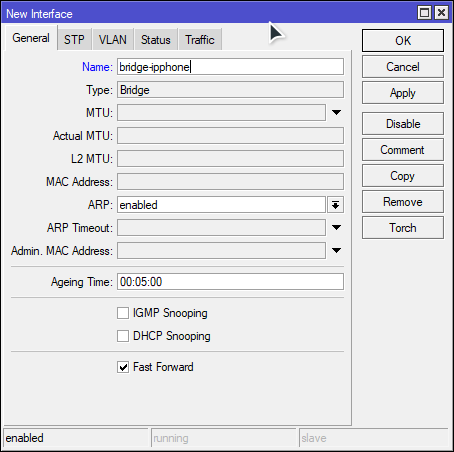 New Interface
General STP VLAN Status Traffic
Name: bridge-ipphone
Type: Bridge
MTU:
Actual MTU:
L2 MTU:
MAC Address:
ARP: enabled
ARP Timeout:
Admin. MAC Address:
Ageing Time: 00:05:00
IGMP Snooping
DHCP Snooping
Fast Forward
OK
Cancel
Apply
Disable
Comment
Copy
Remove
Torch
enabled running slave